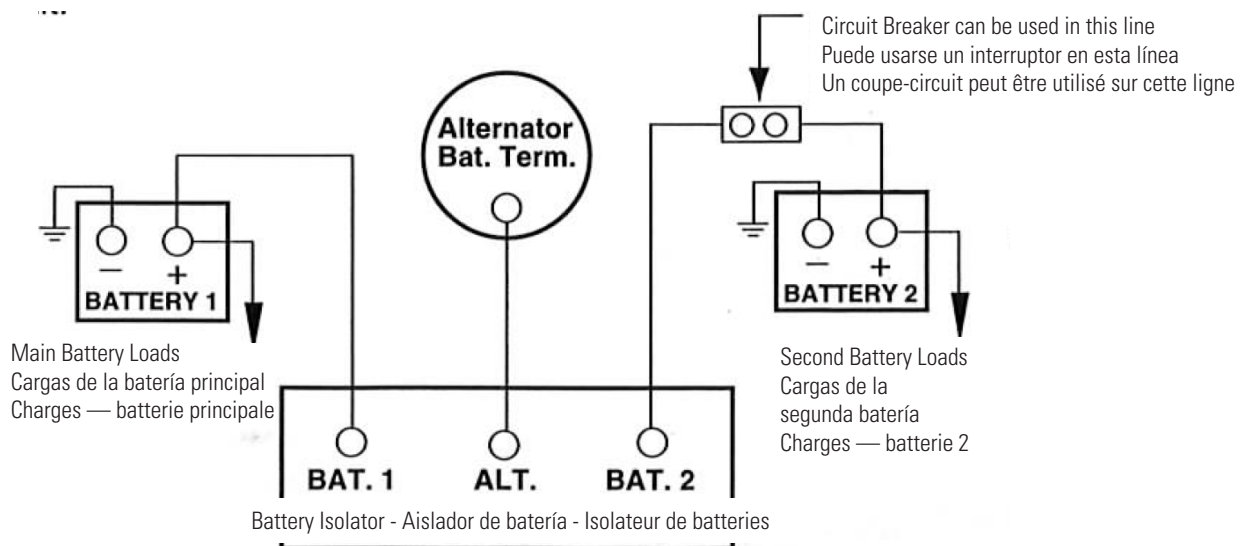 Circuit Breaker can be used in this line
Puede usarse un interruptor en esta línea
Un coupe-circuit peut être utilisé sur cette ligne
Alternator
Bat. Term.
− +
BATTERY 1
− +
BATTERY 2
Main Battery Loads
Cargas de la batería principal
Charges — batterie principale
Second Battery Loads
Cargas de la
segunda batería
Charges — batterie 2
BAT. 1 ALT. BAT. 2
Battery Isolator - Aislador de batería - Isolateur de batteries